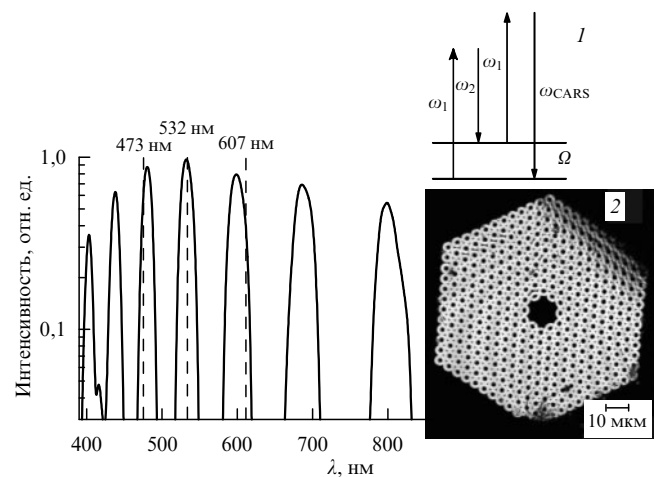 1
ω1
ω2
ω1
ωCARS
Ω
532 нм
473 нм
607 нм
1,0
0,1
Интенсивность, отн. ед.
400
500
600
700
800
λ, нм
2
10 мкм